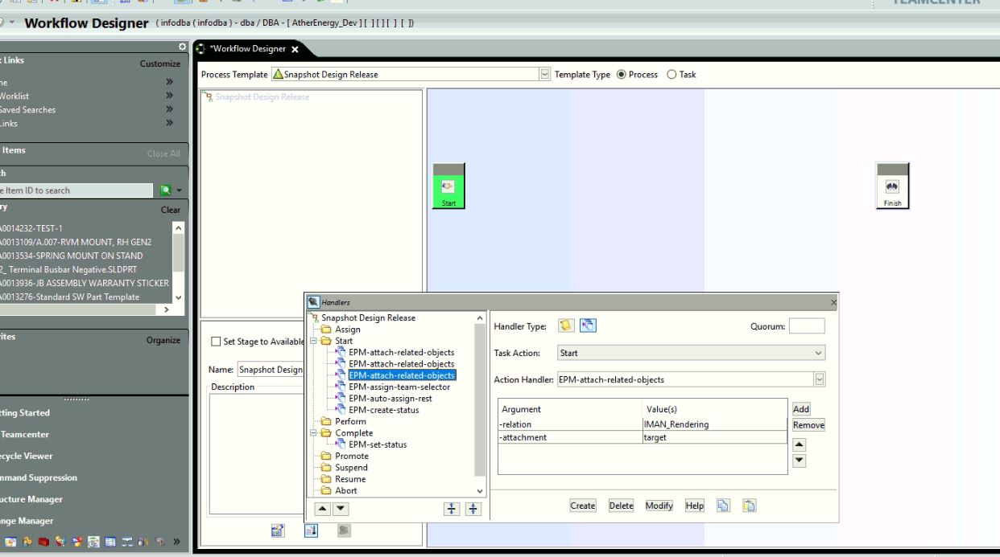 TEAMCENTER
Workflow Designer ( infodba ( infodba ) - dba / DBA - [ AtherEnergy_Dev ] [ ] [ ] [ ] [ ])
Links
Customize
*Workflow Designer
Process Template Snapshot Design Release Template Type Process Task
Worklist
Saved Searches
Links
Snapshot Design Release
Items
Close All
Item ID to search
Clear
Start
Finish
A0014232-TEST-1
A0013109/A.007-RVM MOUNT, RH GEN2
A0013534-SPRING MOUNT ON STAND
2_ Terminal Busbar Negative.SLDPRT
A0013936-JB ASSEMBLY WARRANTY STICKER
A0013276-Standard SW Part Template
Organize
Set Stage to Available
Name: Snapshot Design
Description
tting Started
Teamcenter
ecycle Viewer
mmand Suppression
ucture Manager
ange Manager
Handlers
Snapshot Design Release
Assign
Start
EPM-attach-related-objects
EPM-attach-related-objects
EPM-attach-related-objects
EPM-assign-team-selector
EPM-auto-assign-rest
EPM-create-status
Perform
Complete
EPM-set-status
Promote
Suspend
Resume
Abort
Handler Type:
Quorum:
Task Action: Start
Action Handler: EPM-attach-related-objects
Argument Value(s)
-relation IMAN_Rendering
-attachment target
Add
Remove
Create Delete Modify Help